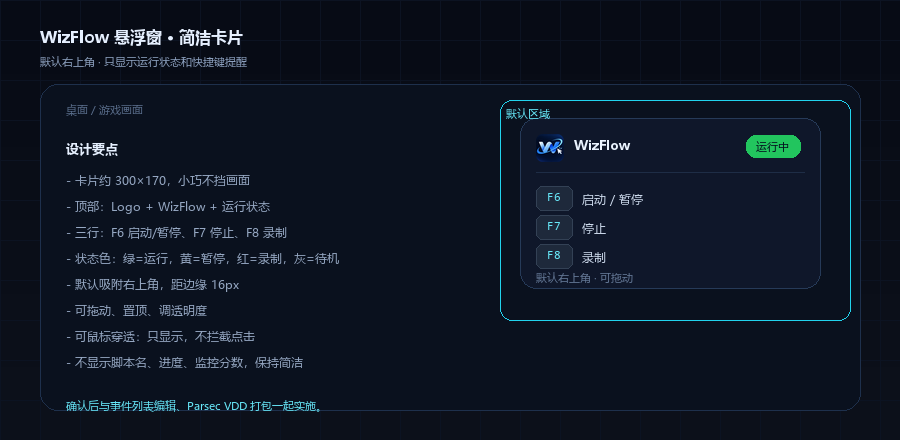 WizFlow 悬浮窗 • 简洁卡片
默认右上角 · 只显示运行状态和快捷键提醒
桌面 / 游戏画面
设计要点
- 卡片约 300×170，小巧不挡画面
- 顶部：Logo + WizFlow + 运行状态
- 三行：F6 启动/暂停、F7 停止、F8 录制
- 状态色：绿=运行，黄=暂停，红=录制，灰=待机
- 默认吸附右上角，距边缘 16px
- 可拖动、置顶、调透明度
- 可鼠标穿透：只显示，不拦截点击
- 不显示脚本名、进度、监控分数，保持简洁
确认后与事件列表编辑、Parsec VDD 打包一起实施。
默认区域
WizFlow
运行中
F6 启动 / 暂停
F7 停止
F8 录制
默认右上角 · 可拖动